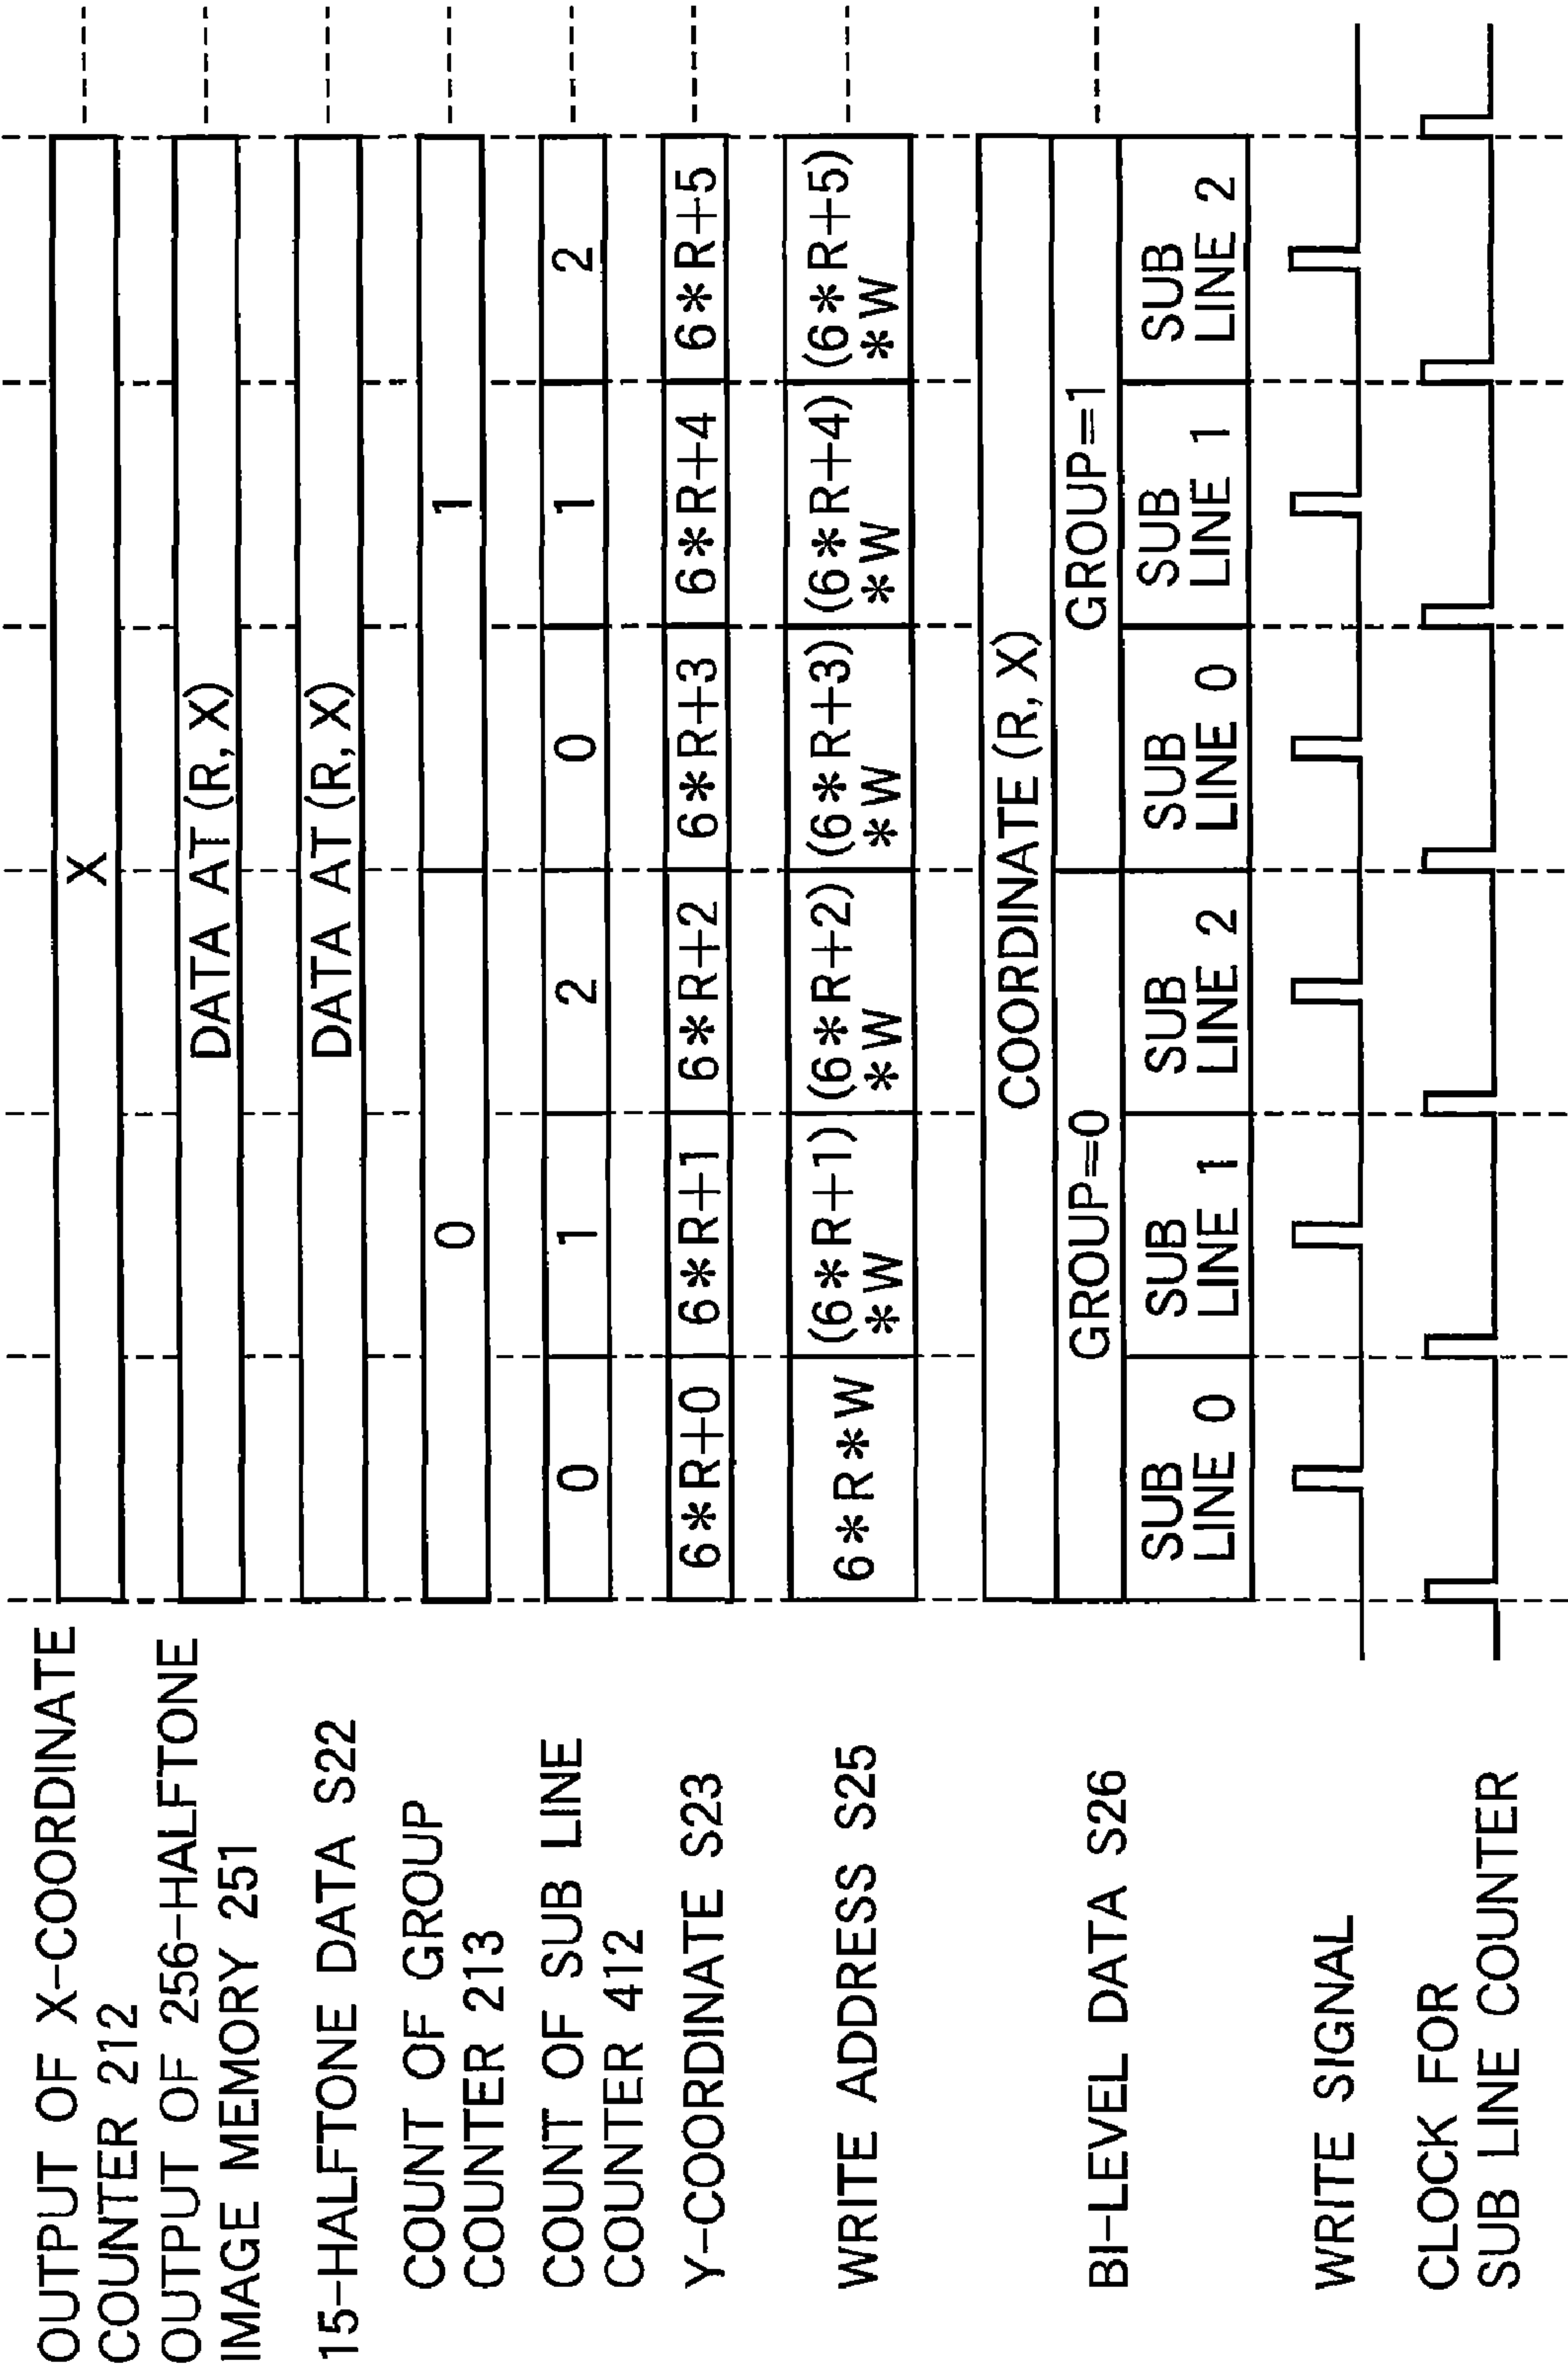 OUTPUT OF X-COORDINATE
COUNTER 212
X
OUTPUT OF 256-HALFTONE
IMAGE MEMORY 251
DATA AT (R, X)
15-HALFTONE DATA S22
DATA AT (R, X)
COUNT OF GROUP
COUNTER 213
0
1
COUNT OF SUB LINE
COUNTER 412
0
1
2
0
1
2
Y-COORDINATE S23
6*R+0
6*R+1
6*R+2
6*R+3
6*R+4
6*R+5
WRITE ADDRESS S25
6*R*W
(6*R+1)
*W
(6*R+2)
*W
(6*R+3)
*W
(6*R+4)
*W
(6*R+5)
*W
BI-LEVEL DATA S26
COORDINATE (R, X)
GROUP=0
GROUP=1
SUB
LINE 0
SUB
LINE 1
SUB
LINE 2
SUB
LINE 0
SUB
LINE 1
SUB
LINE 2
WRITE SIGNAL
CLOCK FOR
SUB LINE COUNTER